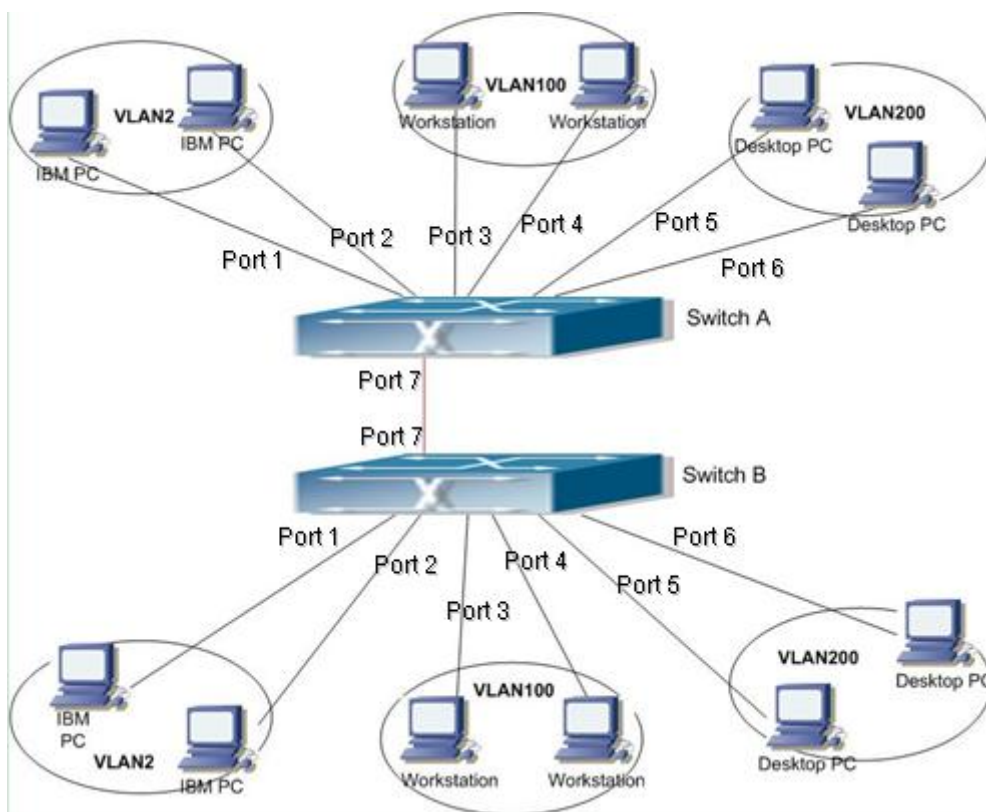 VLAN2
IBM PC
IBM PC
VLAN100
Workstation
Workstation
VLAN200
Desktop PC
Desktop PC
Port 1
Port 2
Port 3
Port 4
Port 5
Port 6
Switch A
Port 7
Port 7
Switch B
Port 1
Port 2
Port 3
Port 4
Port 5
Port 6
IBM
PC
VLAN2
IBM PC
VLAN100
Workstation
Workstation
VLAN200
Desktop PC
Desktop PC